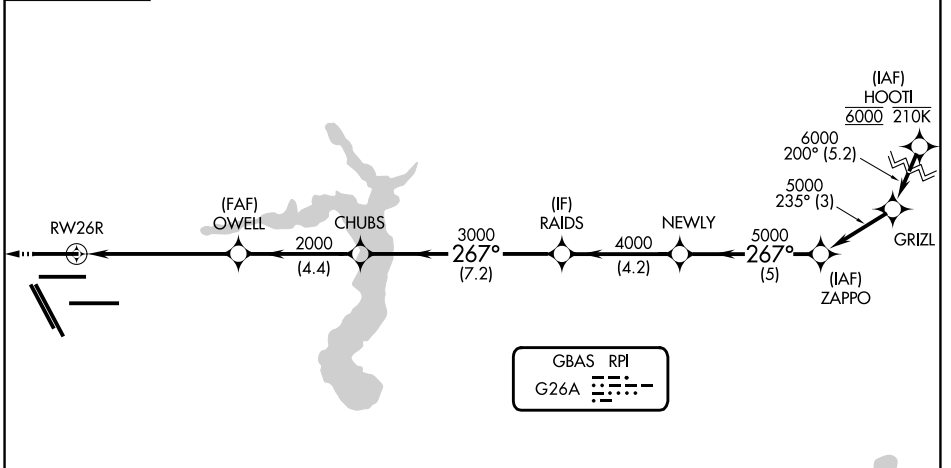 (IAF)
HOOTI
6000 210K
6000
200° (5.2)
5000
235° (3)
GRIZL
(IAF)
ZAPPO
5000
267°
(5)
NEWLY
4000
(4.2)
(IF)
RAIDS
3000
267°
(7.2)
CHUBS
2000
(4.4)
(FAF)
OWELL
RW26R
GBAS RPI
G26A